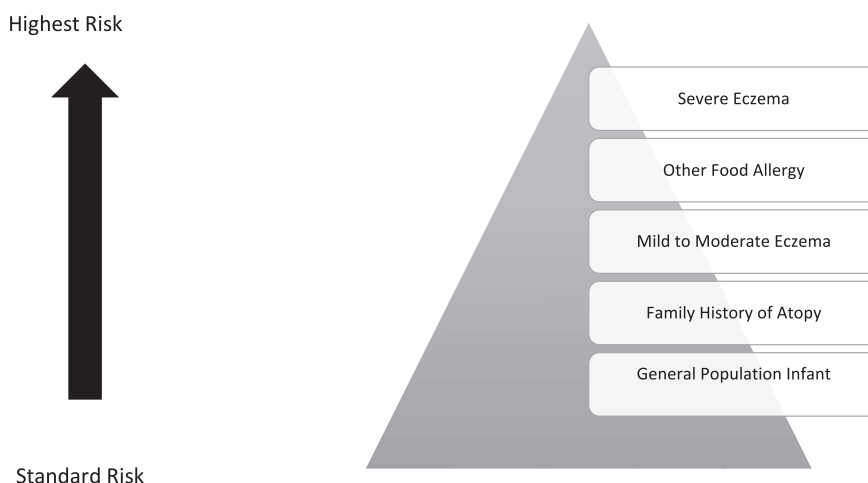 Highest Risk
Severe Eczema
Other Food Allergy
Mild to Moderate Eczema
Family History of Atopy
General Population Infant
Standard Risk